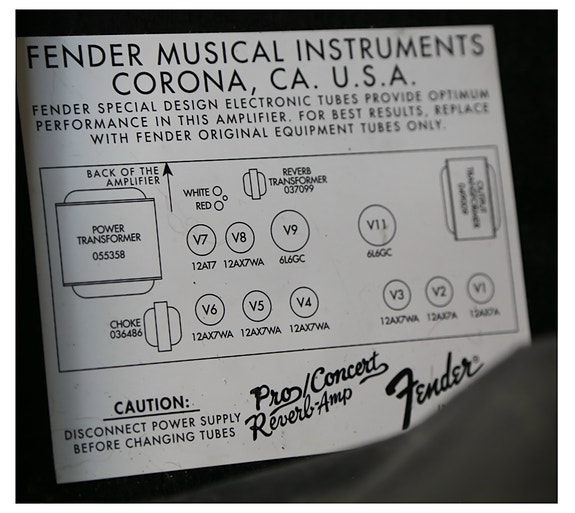 FENDER MUSICAL INSTRUMENTS
CORONA, CA. U.S.A.
FENDER SPECIAL DESIGN ELECTRONIC TUBES PROVIDE OPTIMUM
PERFORMANCE IN THIS AMPLIFIER. FOR BEST RESULTS, REPLACE
WITH FENDER ORIGINAL EQUIPMENT TUBES ONLY.
BACK OF THE
AMPLIFIER
WHITE
RED
REVERB
TRANSFORMER
037099
OUTPUT
TRANSFORMER
POWER
TRANSFORMER
055358
V7 V8 V9 V11
12AT7 12AX7WA 6L6GC 6L6GC
CHOKE
036486
V6 V5 V4 V3 V2 V1
12AX7WA 12AX7WA 12AX7WA 12AX7WA 12AX7A 12AX7A
CAUTION:
DISCONNECT POWER SUPPLY
BEFORE CHANGING TUBES
Pro/Concert
Reverb-Amp
Fender